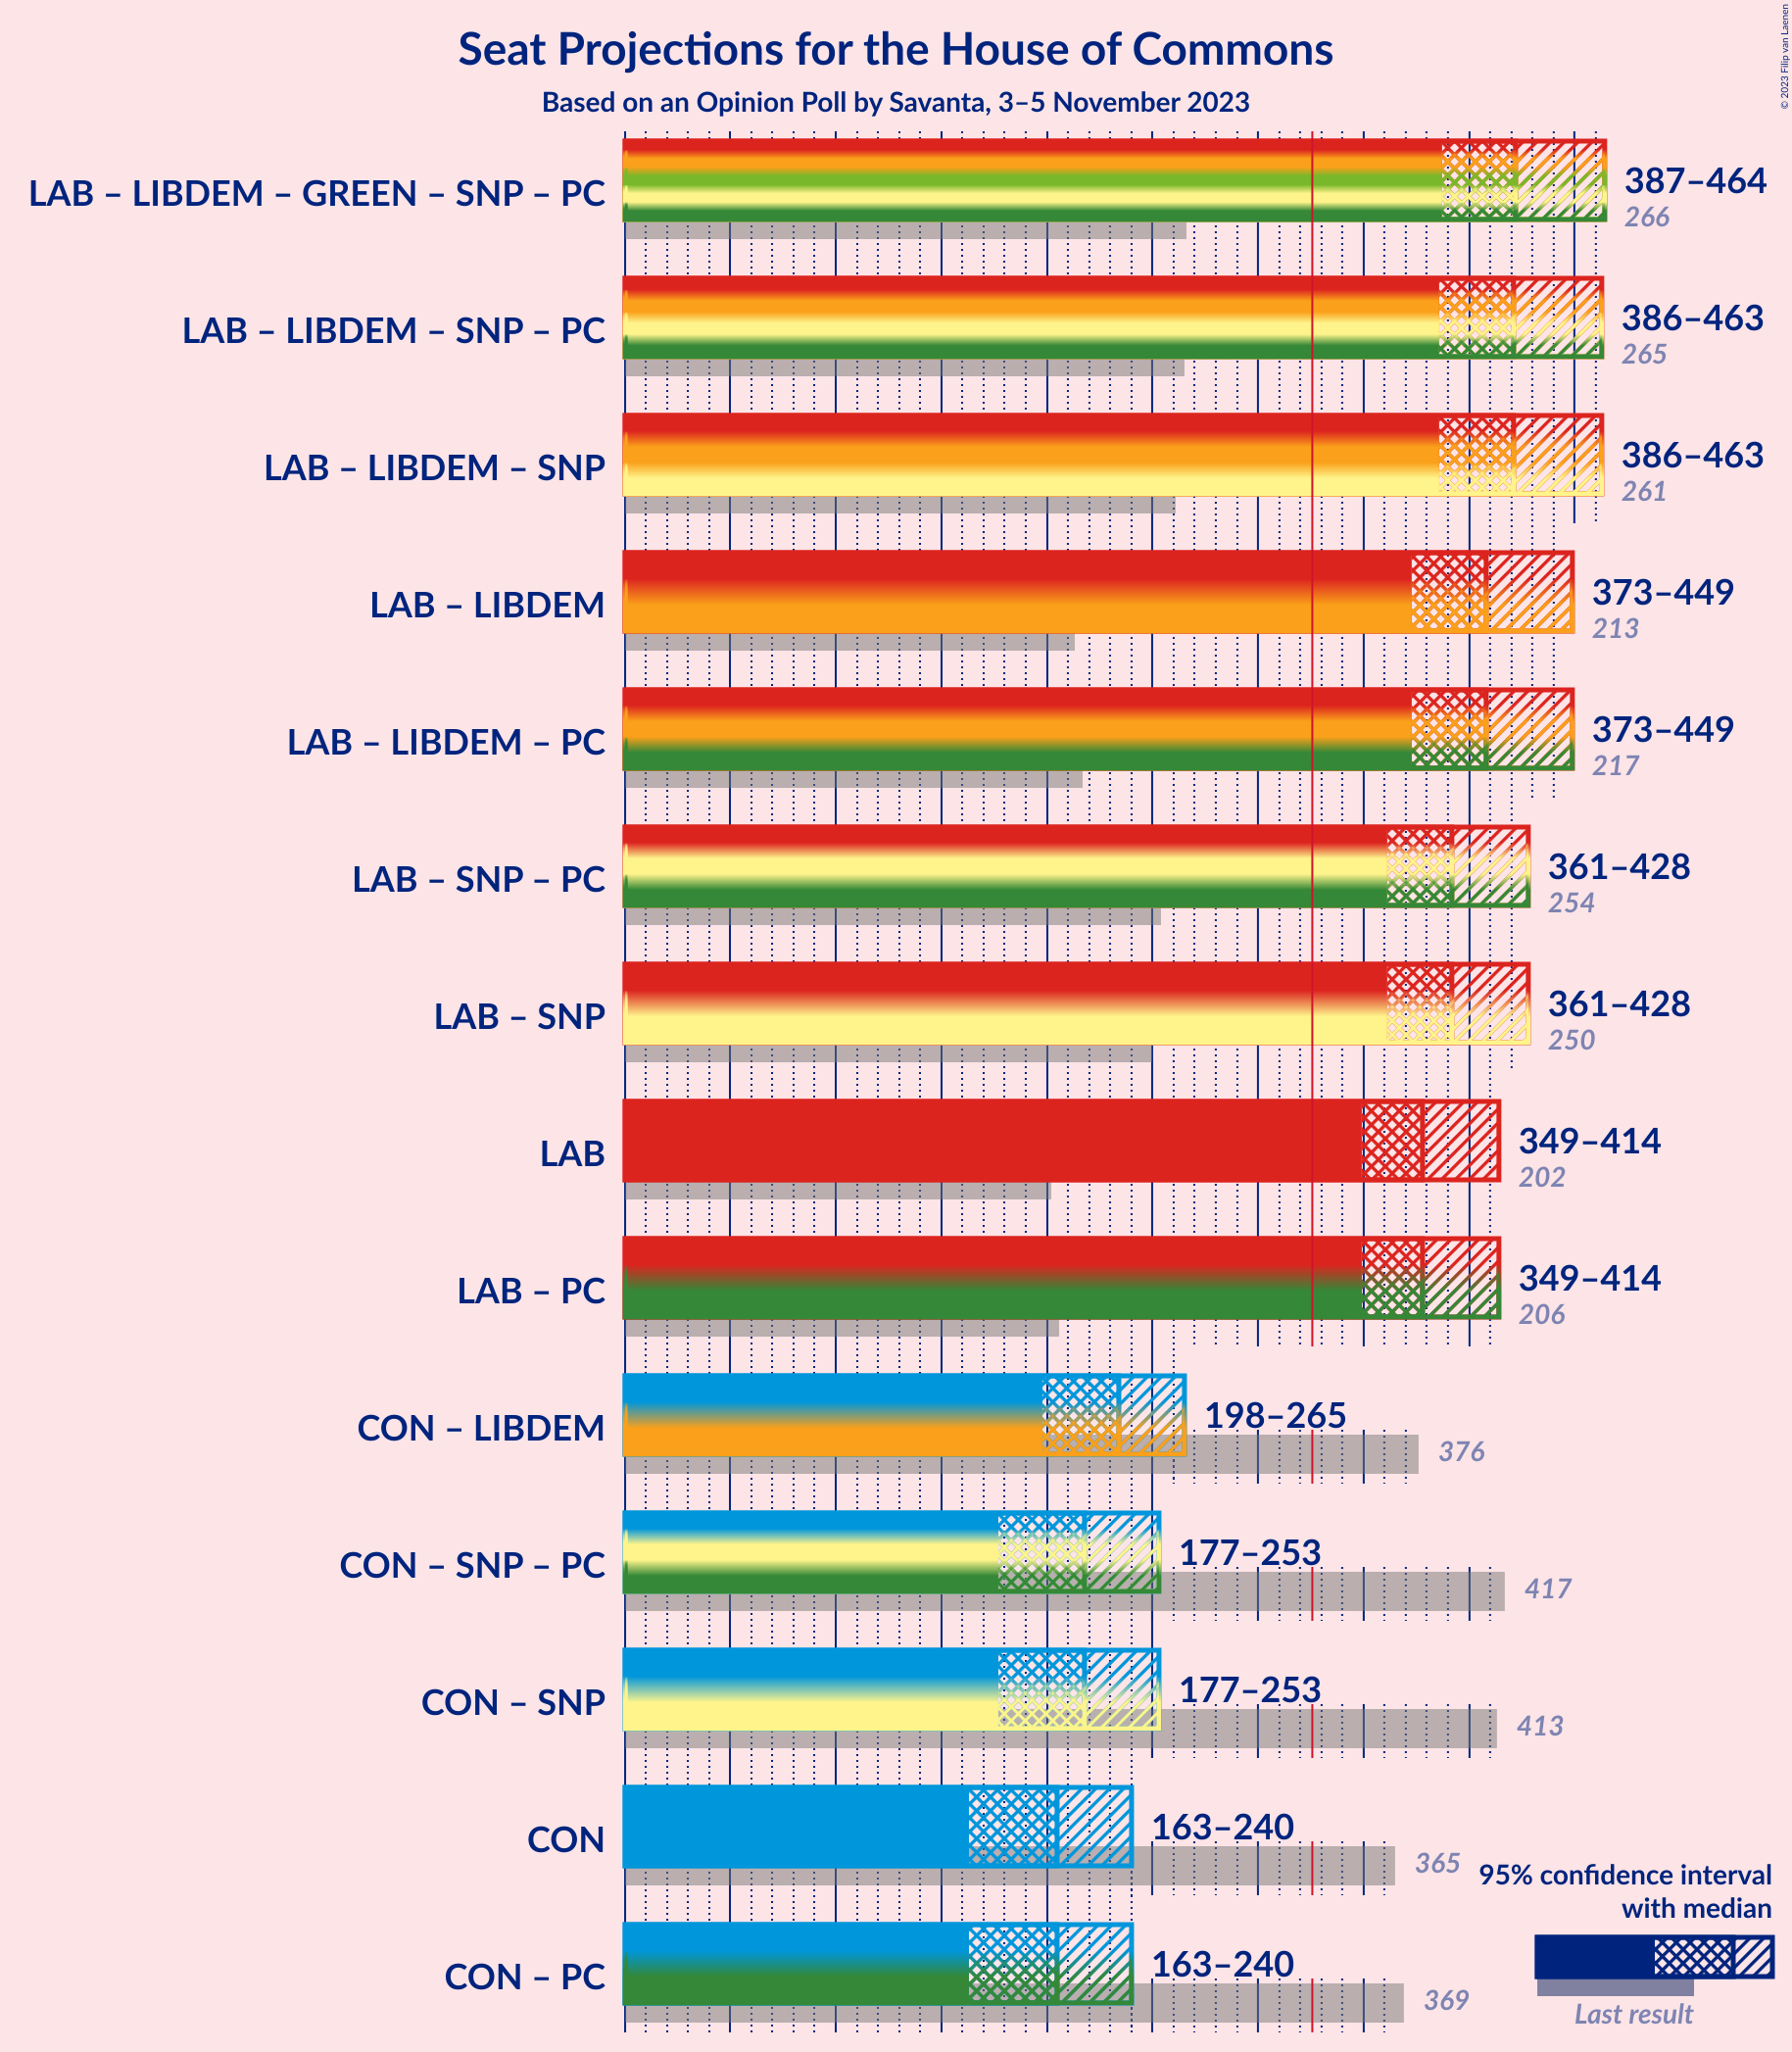 © 2023 Filip van Laenen
Seat Projections for the House of Commons
Based on an Opinion Poll by Savanta, 3–5 November 2023
LAB – LIBDEM – GREEN – SNP – PC
387–464
266
LAB – LIBDEM – SNP – PC
386–463
265
LAB – LIBDEM – SNP
386–463
261
LAB – LIBDEM
373–449
213
LAB – LIBDEM – PC
373–449
217
LAB – SNP – PC
361–428
254
LAB – SNP
361–428
250
LAB
349–414
202
LAB – PC
349–414
206
CON – LIBDEM
198–265
376
CON – SNP – PC
177–253
417
CON – SNP
177–253
413
CON
163–240
365
CON – PC
163–240
369
95% confidence interval
with median
Last result